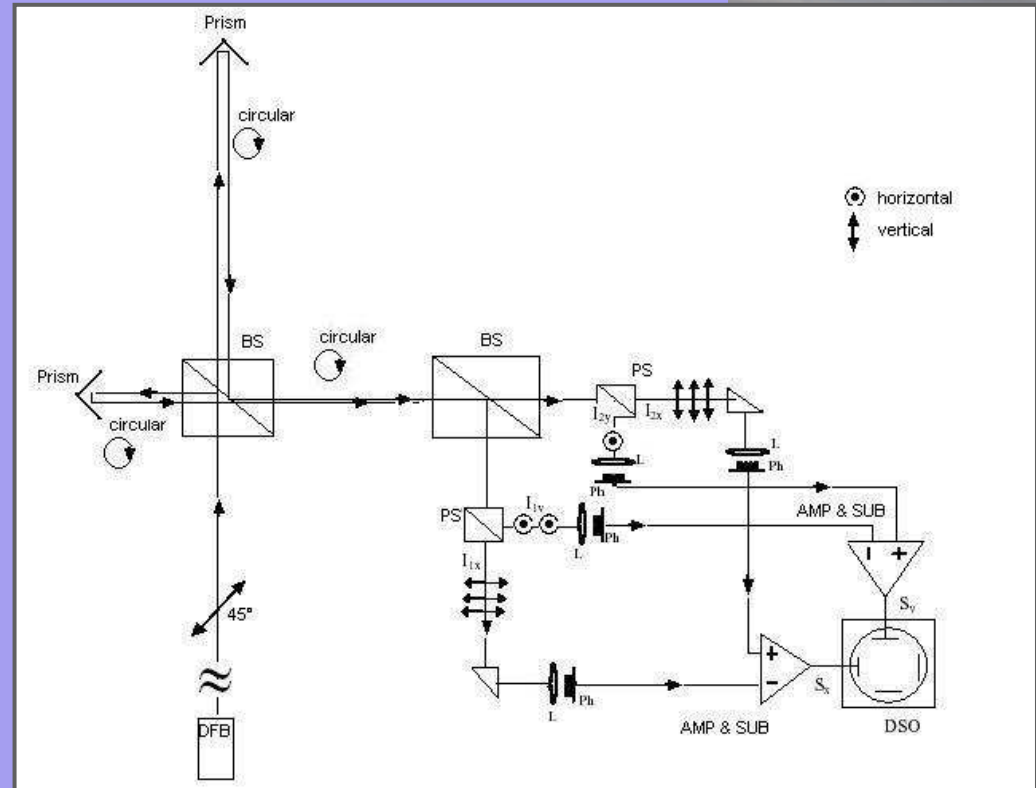 Prism
circular
horizontal
vertical
BS
circular
BS
Prism
PS
I2y
I2x
circular
L
Ph
L
Ph
AMP & SUB
PS
I1y
Ph
L
- +
I1x
45°
Sy
+
-
Sx
L
Ph
DFB
AMP & SUB
DSO